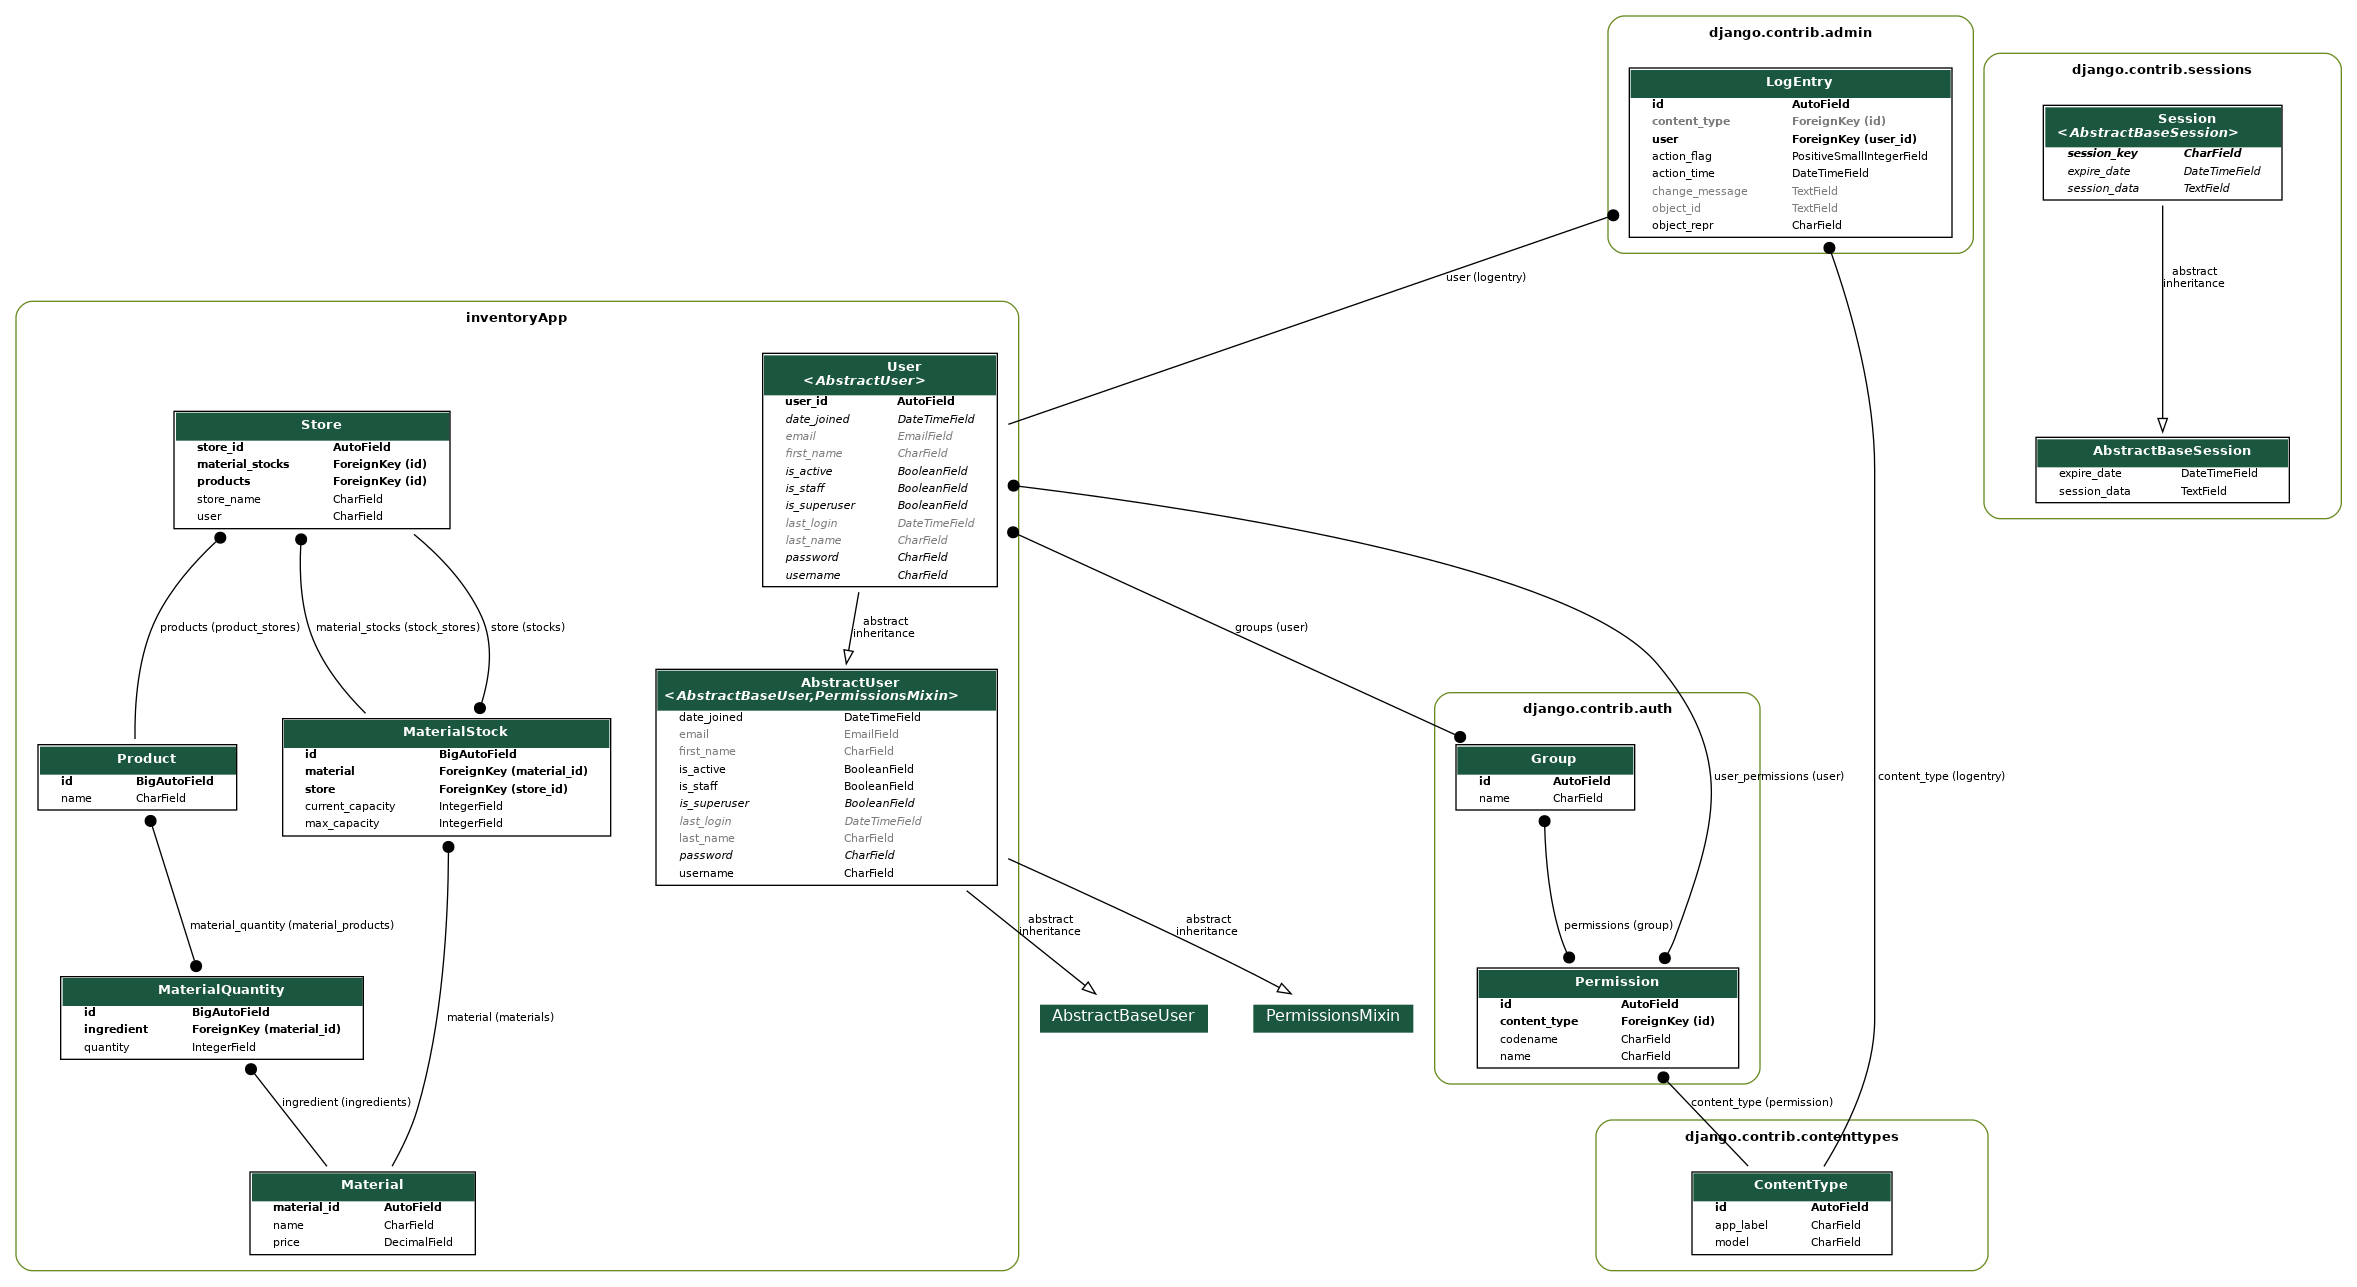 django.contrib.admin
LogEntry
id AutoField
content_type ForeignKey (id)
user ForeignKey (user_id)
action_flag PositiveSmallIntegerField
action_time DateTimeField
change_message TextField
object_id TextField
object_repr CharField
django.contrib.sessions
Session
<AbstractBaseSession>
session_key CharField
expire_date DateTimeField
session_data TextField
abstract
inheritance
AbstractBaseSession
expire_date DateTimeField
session_data TextField
user (logentry)
inventoryApp
User
<AbstractUser>
user_id AutoField
date_joined DateTimeField
email EmailField
first_name CharField
is_active BooleanField
is_staff BooleanField
is_superuser BooleanField
last_login DateTimeField
last_name CharField
password CharField
username CharField
Store
store_id AutoField
material_stocks ForeignKey (id)
products ForeignKey (id)
store_name CharField
user CharField
products (product_stores)
material_stocks (stock_stores)
store (stocks)
abstract
inheritance
groups (user)
AbstractUser
<AbstractBaseUser,PermissionsMixin>
date_joined DateTimeField
email EmailField
first_name CharField
is_active BooleanField
is_staff BooleanField
is_superuser BooleanField
last_login DateTimeField
last_name CharField
password CharField
username CharField
Product
id BigAutoField
name CharField
MaterialStock
id BigAutoField
material ForeignKey (material_id)
store ForeignKey (store_id)
current_capacity IntegerField
max_capacity IntegerField
django.contrib.auth
Group
id AutoField
name CharField
user_permissions (user)
content_type (logentry)
material_quantity (material_products)
abstract
inheritance
abstract
inheritance
permissions (group)
MaterialQuantity
id BigAutoField
ingredient ForeignKey (material_id)
quantity IntegerField
material (materials)
AbstractBaseUser
PermissionsMixin
Permission
id AutoField
content_type ForeignKey (id)
codename CharField
name CharField
ingredient (ingredients)
content_type (permission)
django.contrib.contenttypes
Material
material_id AutoField
name CharField
price DecimalField
ContentType
id AutoField
app_label CharField
model CharField